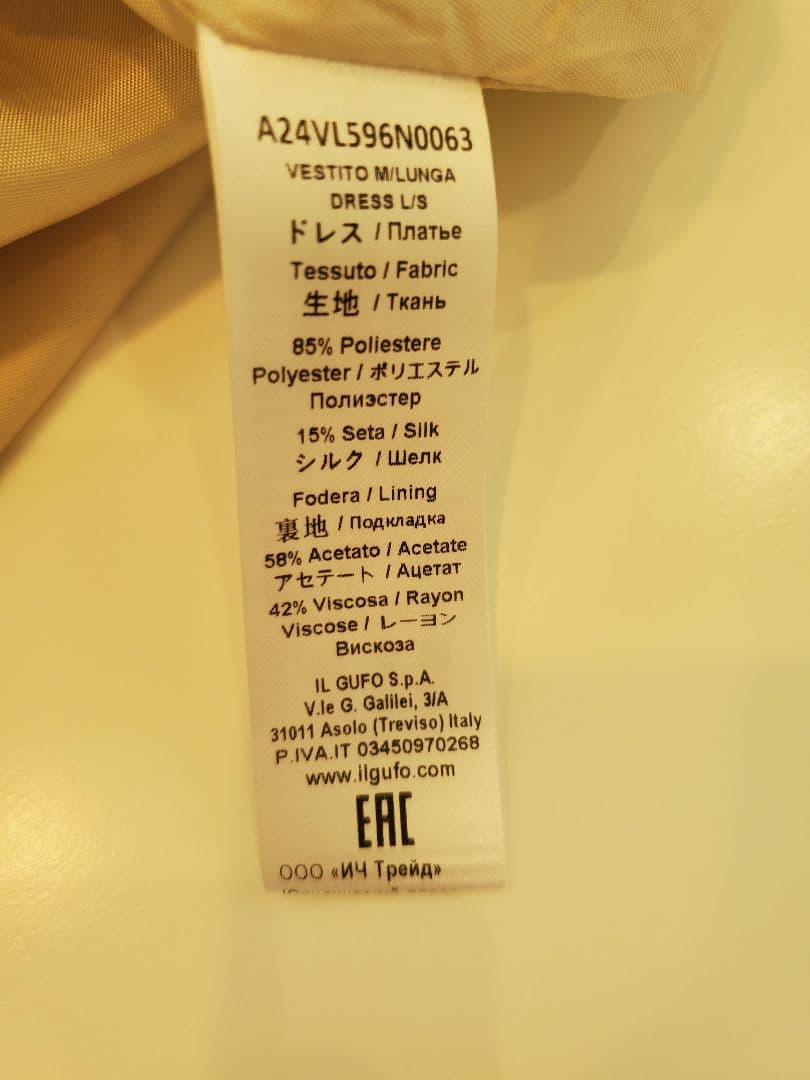 A24VL596N0063
VESTITO M/LUNGA
DRESS L/S
ドレス / Платье
Tessuto / Fabric
生地 / Ткань
85% Poliestere
Polyester / ポリエステル
Полиэстер
15% Seta / Silk
シルク / Шелк
Fodera / Lining
裏地 / Подкладка
58% Acetato / Acetate
アセテート / Ацетат
42% Viscosa / Rayon
Viscose / レーヨン
Вискоза
IL GUFO S.p.A.
V.le G. Galilei, 3/A
31011 Asolo (Treviso) Italy
P.IVA.IT 03450970268
www.ilgufo.com
EAC
ООО «ИЧ Трейд»